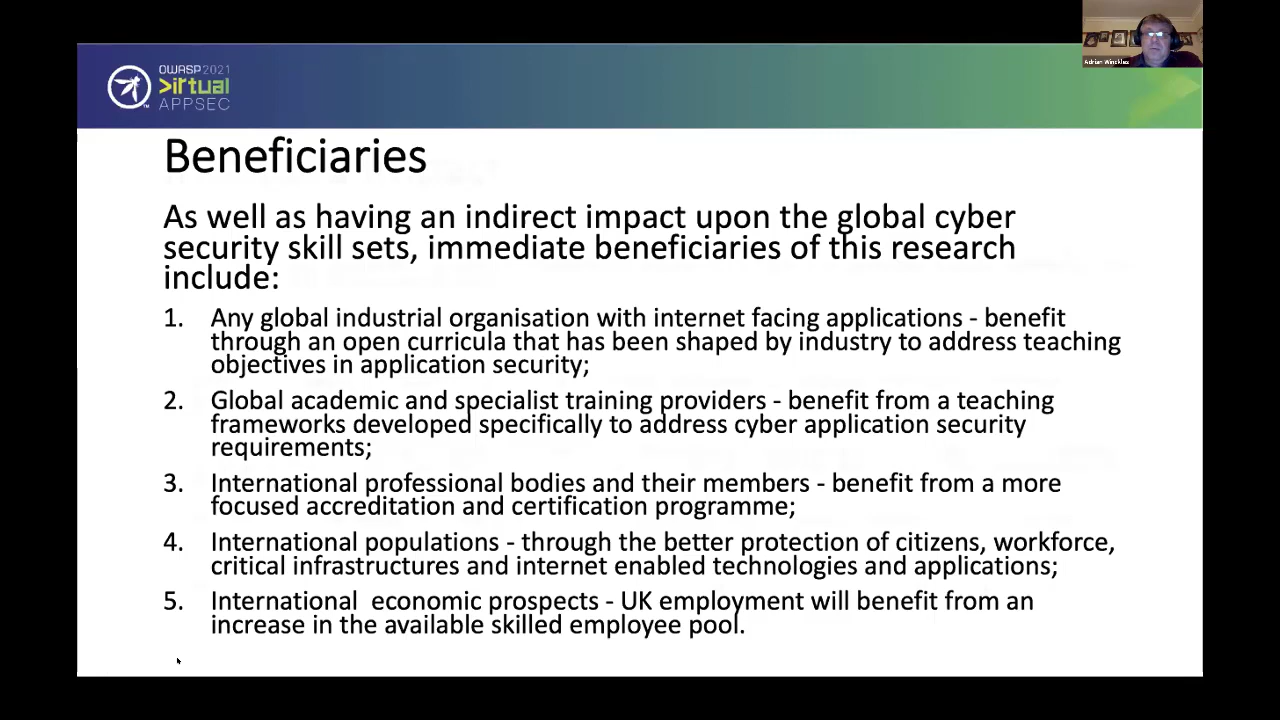 OWASP 2021
Virtual
APPSEC
Adrian Winckles
Beneficiaries
As well as having an indirect impact upon the global cyber
security skill sets, immediate beneficiaries of this research
include:
1. Any global industrial organisation with internet facing applications - benefit
through an open curricula that has been shaped by industry to address teaching
objectives in application security;
2. Global academic and specialist training providers - benefit from a teaching
frameworks developed specifically to address cyber application security
requirements;
3. International professional bodies and their members - benefit from a more
focused accreditation and certification programme;
4. International populations - through the better protection of citizens, workforce,
critical infrastructures and internet enabled technologies and applications;
5. International  economic prospects - UK employment will benefit from an
increase in the available skilled employee pool.